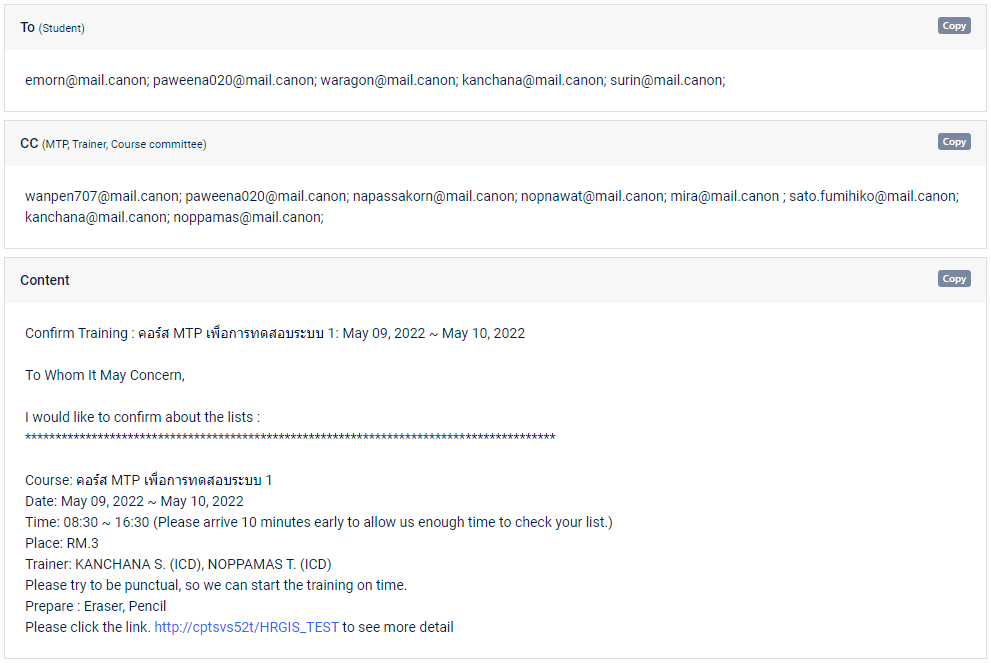 To (Student)
Copy
emorn@mail.canon; paweena020@mail.canon; waragon@mail.canon; kanchana@mail.canon; surin@mail.canon;
CC (MTP, Trainer, Course committee)
Copy
wanpen707@mail.canon; paweena020@mail.canon; napassakorn@mail.canon; nopnawat@mail.canon; mira@mail.canon ; sato.fumihiko@mail.canon;
kanchana@mail.canon; noppamas@mail.canon;
Content
Copy
Confirm Training : คอร์ส MTP เพื่อการทดสอบระบบ 1: May 09, 2022 ~ May 10, 2022
To Whom It May Concern,
I would like to confirm about the lists :
****************************************************************************************
Course: คอร์ส MTP เพื่อการทดสอบระบบ 1
Date: May 09, 2022 ~ May 10, 2022
Time: 08:30 ~ 16:30 (Please arrive 10 minutes early to allow us enough time to check your list.)
Place: RM.3
Trainer: KANCHANA S. (ICD), NOPPAMAS T. (ICD)
Please try to be punctual, so we can start the training on time.
Prepare : Eraser, Pencil
Please click the link. http://cptsvs52t/HRGIS_TEST to see more detail